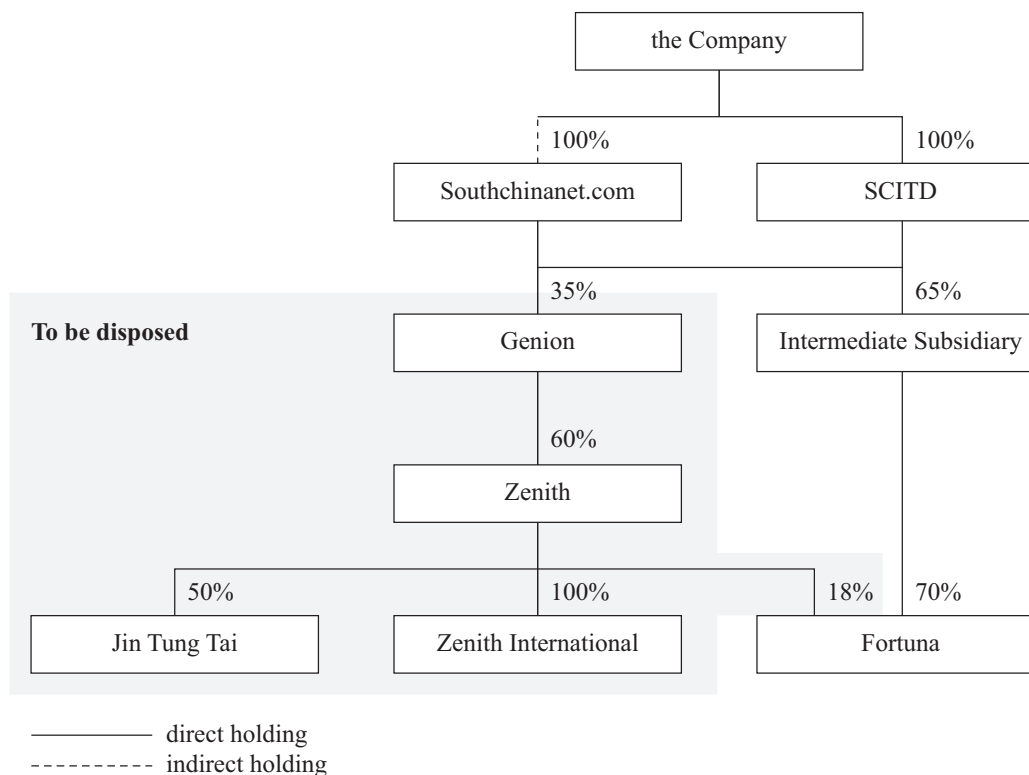 the Company
100%
100%
Southchinanet.com
SCITD
35%
65%
To be disposed
Genion
Intermediate Subsidiary
60%
Zenith
50%
100%
18%
70%
Jin Tung Tai
Zenith International
Fortuna
direct holding
indirect holding